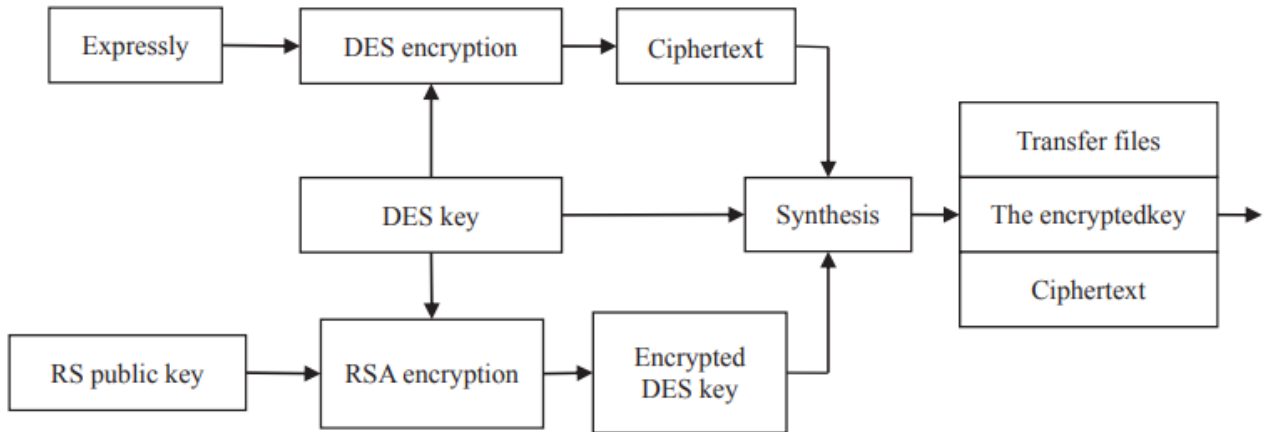 Expressly
DES encryption
Ciphertext
Transfer files
DES key
Synthesis
The encryptedkey
Ciphertext
RS public key
RSA encryption
Encrypted
DES key